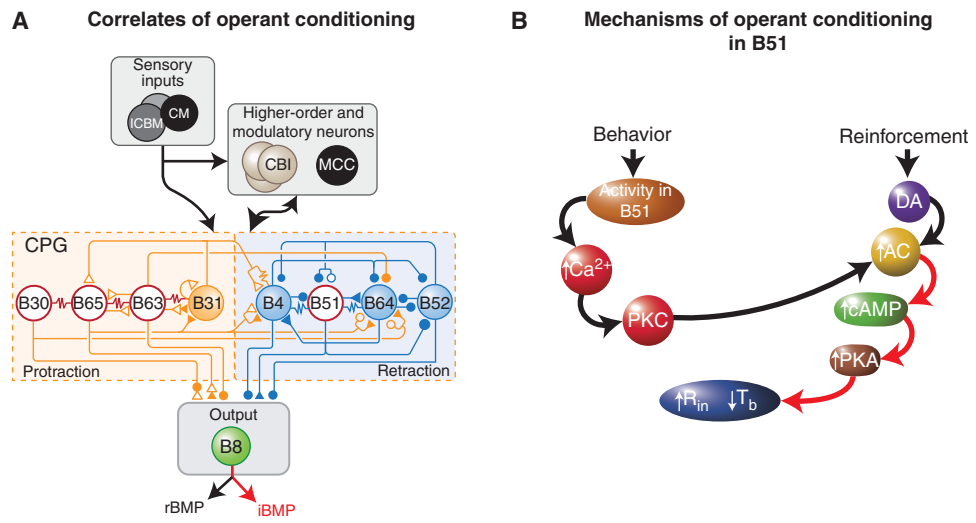 A
Correlates of operant conditioning
Sensory
inputs
ICBM
CM
Higher-order and
modulatory neurons
CBI
MCC
CPG
B30
B65
B63
B31
B4
B51
B64
B52
Protraction
Retraction
Output
B8
rBMP
iBMP
B
Mechanisms of operant conditioning
in B51
Behavior
Reinforcement
Activity in
B51
DA
↑Ca²⁺
↑AC
PKC
↑cAMP
↑PKA
↑R_in ↓T_b